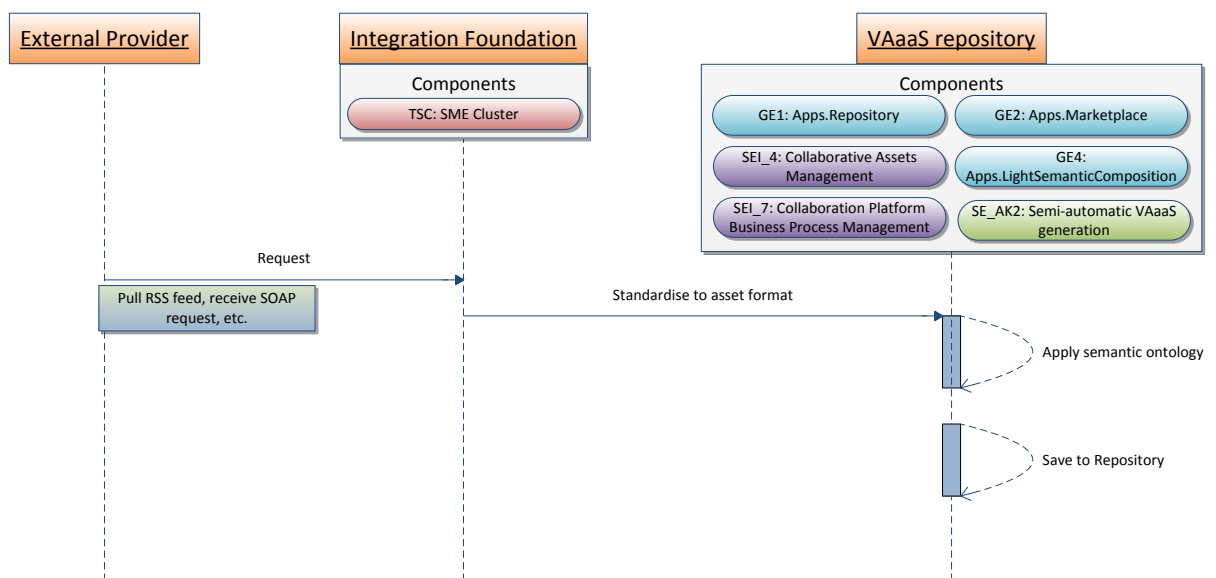 External Provider
Integration Foundation
VAaaS repository
Components
TSC: SME Cluster
Components
GE1: Apps.Repository
GE2: Apps.Marketplace
SEI_4: Collaborative Assets
Management
GE4:
Apps.LightSemanticComposition
SEI_7: Collaboration Platform
Business Process Management
SE_AK2: Semi-automatic VAaaS
generation
Request
Pull RSS feed, receive SOAP
request, etc.
Standardise to asset format
Apply semantic ontology
Save to Repository